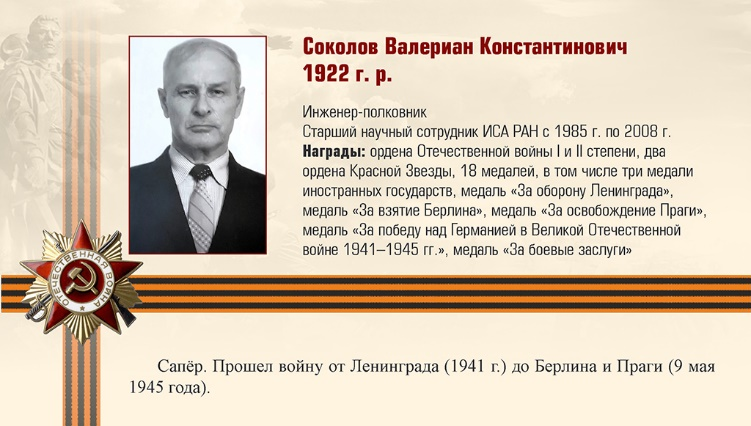 Соколов Валериан Константинович
1922 г. р.
Инженер-полковник
Старший научный сотрудник ИСА РАН с 1985 г. по 2008 г.
Награды: ордена Отечественной войны I и II степени, два
ордена Красной Звезды, 18 медалей, в том числе три медали
иностранных государств, медаль «За оборону Ленинграда»,
медаль «За взятие Берлина», медаль «За освобождение Праги»,
медаль «За победу над Германией в Великой Отечественной
войне 1941–1945 гг.», медаль «За боевые заслуги»
ОТЕЧЕСТВЕННАЯ ВОЙНА
Сапёр. Прошел войну от Ленинграда (1941 г.) до Берлина и Праги (9 мая
1945 года).